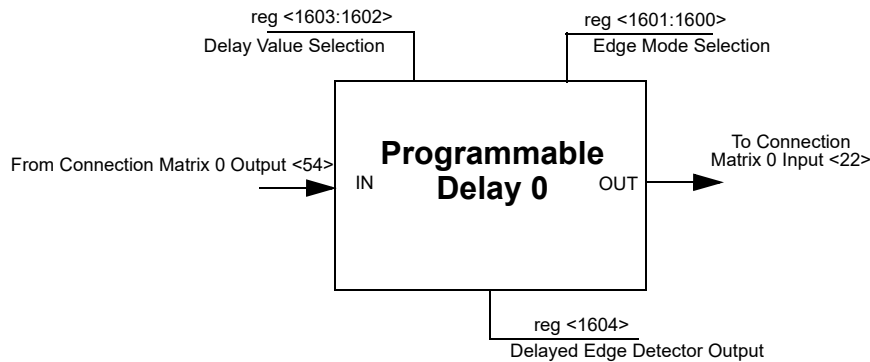 reg <1603:1602>
Delay Value Selection
reg <1601:1600>
Edge Mode Selection
From Connection Matrix 0 Output <54>
IN
Programmable
Delay 0
OUT
To Connection
Matrix 0 Input <22>
reg <1604>
Delayed Edge Detector Output